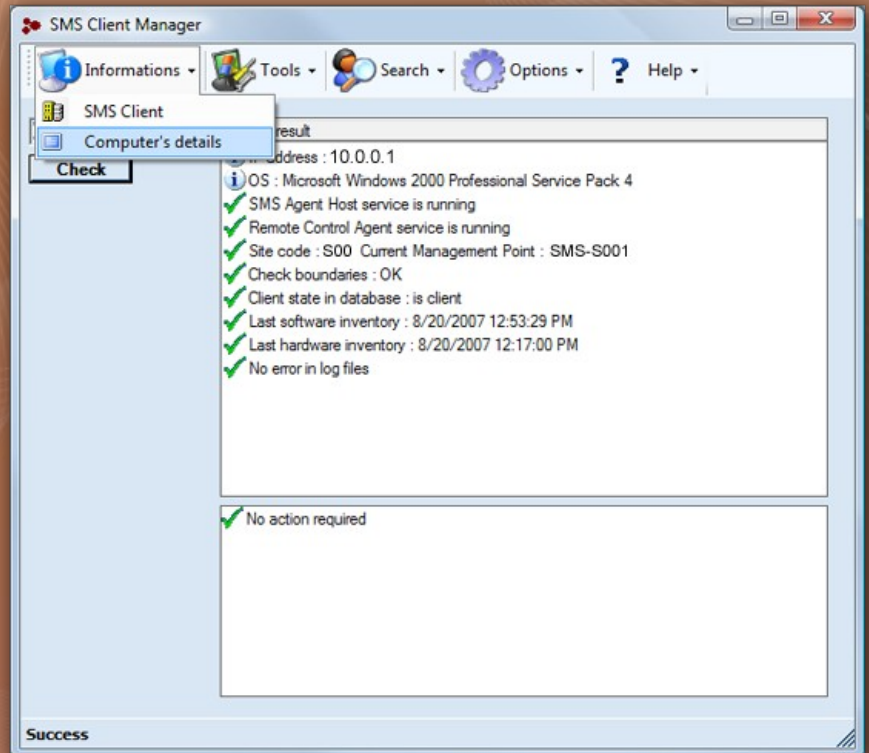 SMS Client Manager
Informations Tools Search Options ? Help
SMS Client
Computer's details
result
Check
address : 10.0.0.1
OS : Microsoft Windows 2000 Professional Service Pack 4
SMS Agent Host service is running
Remote Control Agent service is running
Site code : S00 Current Management Point : SMS-S001
Check boundaries : OK
Client state in database : is client
Last software inventory : 8/20/2007 12:53:29 PM
Last hardware inventory : 8/20/2007 12:17:00 PM
No error in log files
No action required
Success